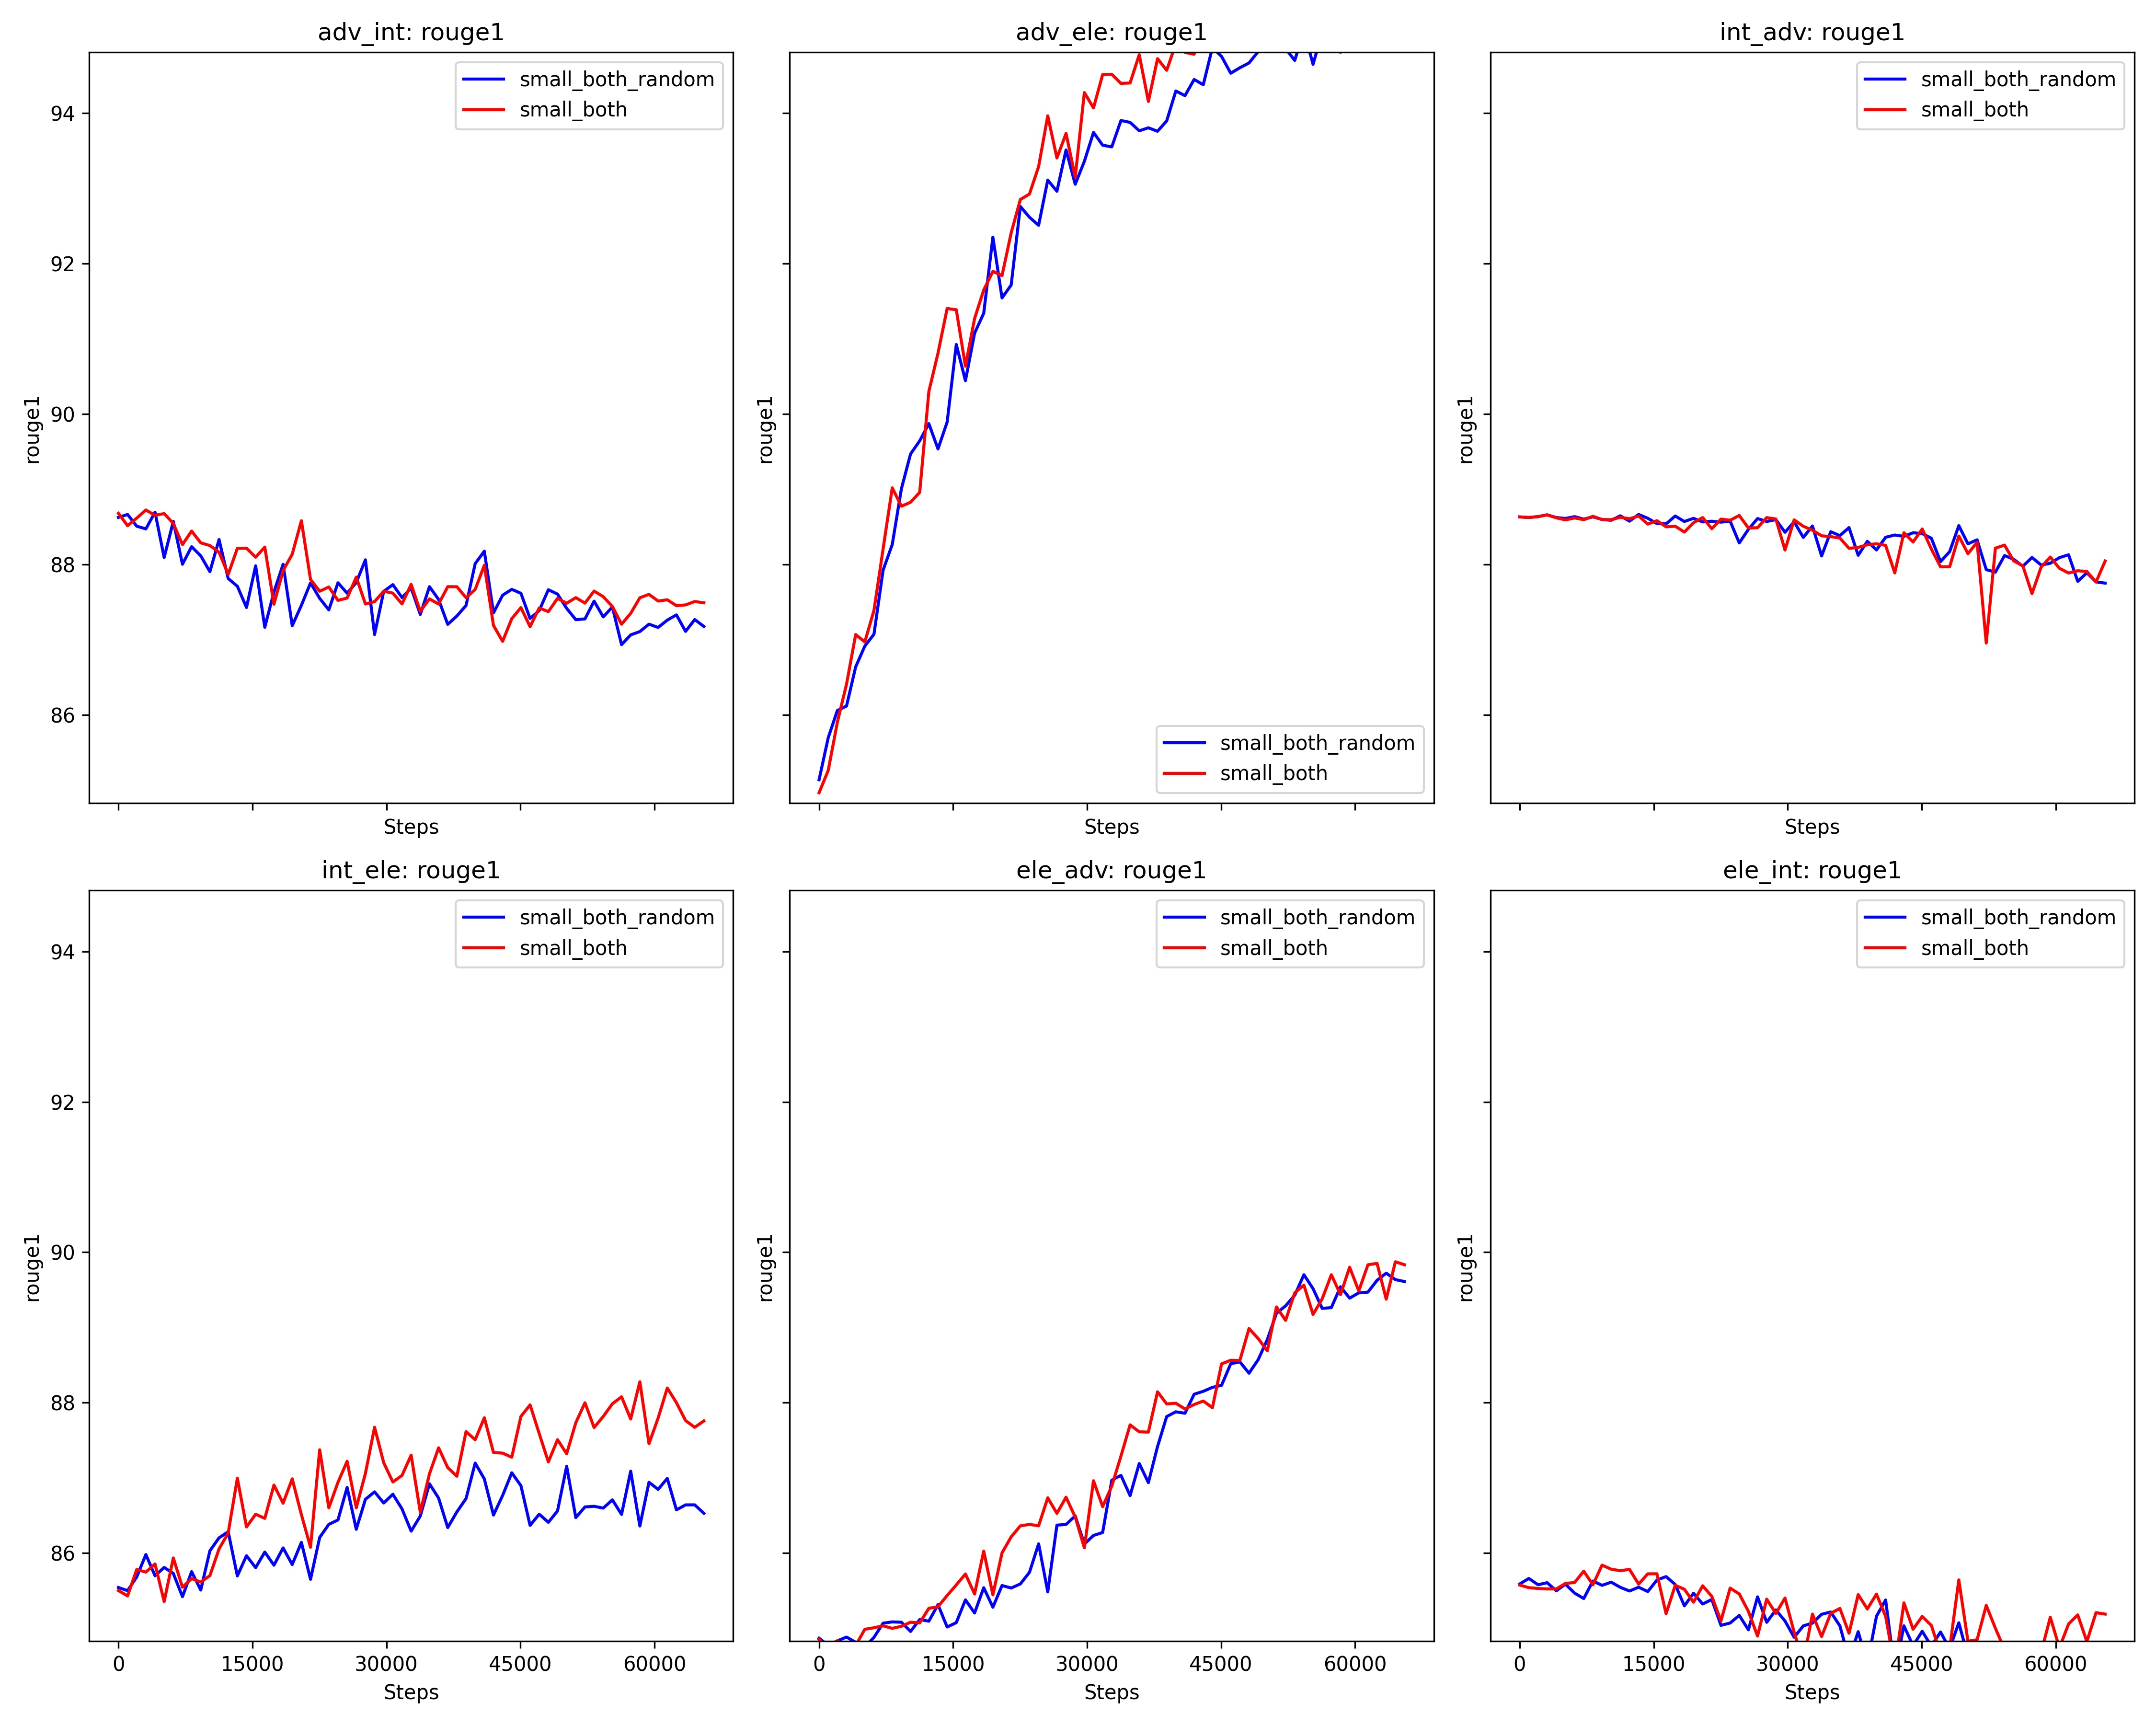 adv_int: rouge1
small_both_random
small_both
94
92
90
88
86
rouge1
Steps
adv_ele: rouge1
rouge1
small_both_random
small_both
Steps
int_adv: rouge1
small_both_random
small_both
rouge1
Steps
int_ele: rouge1
small_both_random
small_both
94
92
90
88
86
rouge1
0 15000 30000 45000 60000
Steps
ele_adv: rouge1
small_both_random
small_both
rouge1
0 15000 30000 45000 60000
Steps
ele_int: rouge1
small_both_random
small_both
rouge1
0 15000 30000 45000 60000
Steps